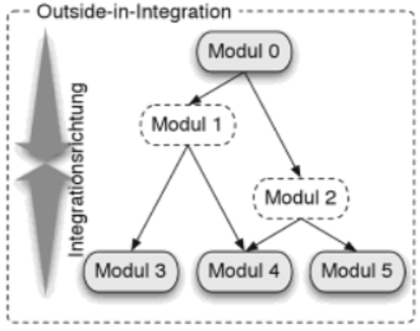 Outside-in-Integration
Integrationsrichtung
Modul 0
Modul 1
Modul 2
Modul 3
Modul 4
Modul 5